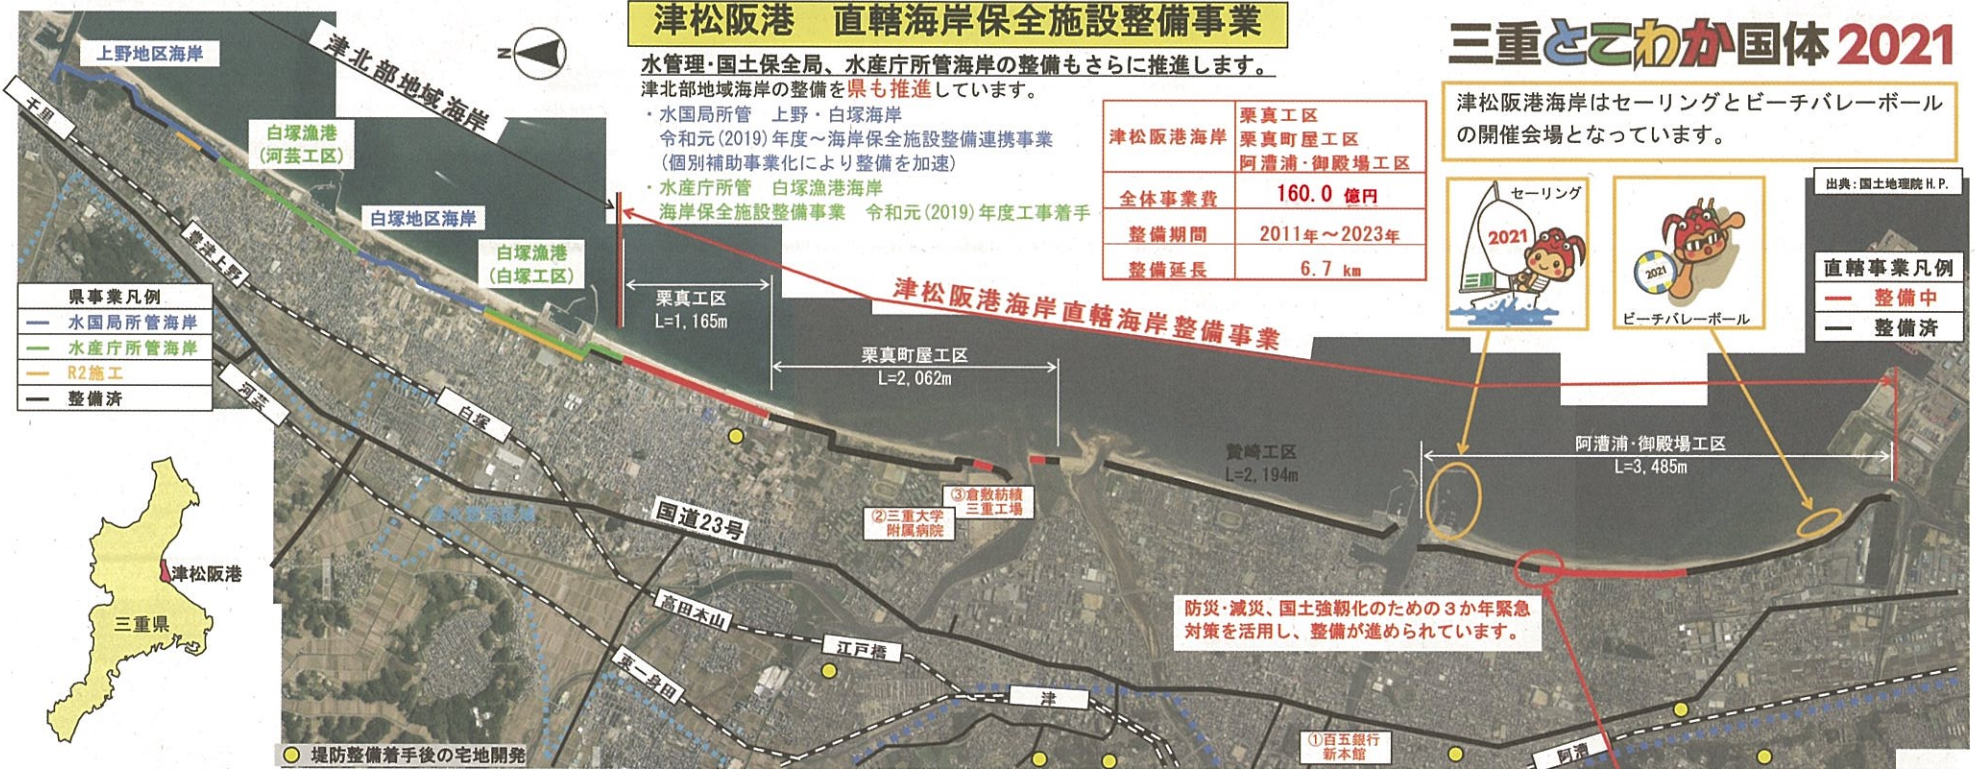 津松阪港　直轄海岸保全施設整備事業
水管理・国土保全局、水産庁所管海岸の整備もさらに推進します。
津北部地域海岸の整備を県も推進しています。
・水国局所管　上野・白塚海岸
令和元(2019)年度～海岸保全施設整備連携事業
(個別補助事業化により整備を加速)
・水産庁所管　白塚漁港海岸
海岸保全施設整備事業　令和元(2019)年度工事着手
津松阪港海岸
栗真工区
栗真町屋工区
阿漕浦・御殿場工区
全体事業費　160.0 億円
整備期間　2011年～2023年
整備延長　6.7 km
三重とこわか国体 2021
津松阪港海岸はセーリングとビーチバレーボール
の開催会場となっています。
セーリング
2021
三重
2021
ビーチバレーボール
出典：国土地理院H.P.
直轄事業凡例
整備中
整備済
N
津北部地域海岸
上野地区海岸
千里
白塚漁港
(河芸工区)
白塚地区海岸
白塚漁港
(白塚工区)
豊津上野
県事業凡例
水国局所管海岸
水産庁所管海岸
R2施工
整備済
河芸
白塚
栗真工区
L=1,165m
津松阪港海岸直轄海岸整備事業
栗真町屋工区
L=2,062m
贄崎工区
L=2,194m
阿漕浦・御殿場工区
L=3,485m
③倉敷紡績
三重工場
②三重大学
附属病院
国道23号
津松阪港
三重県
高田本山
江戸橋
東一身田
津
防災・減災、国土強靱化のための３か年緊急
対策を活用し、整備が進められています。
①百五銀行
新本館
阿漕
堤防整備着手後の宅地開発